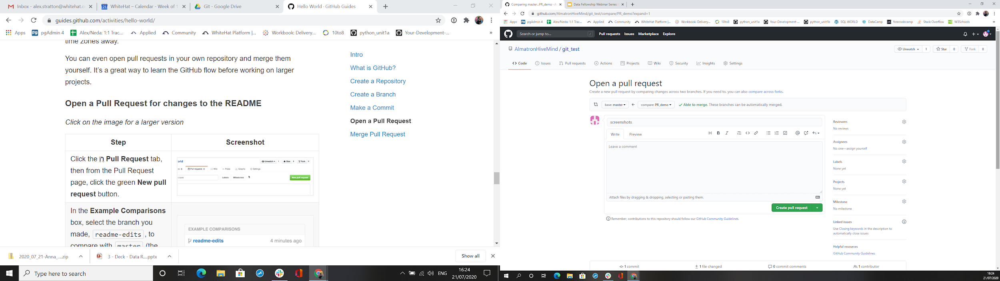 Inbox - alex.stratton@whitehat.o
WhiteHat – Calendar - Week of 1
Git - Google Drive
Hello World · GitHub Guides
guides.github.com/activities/hello-world/
Apps
pgAdmin 4
Alex/Neda: 1:1 Trac...
Applied
Community
WhiteHat Platform |...
Workbook: Delivery...
10to8
python_unit1a
Your-Development-...
»
time zones away.
You can even open pull requests in your own repository and merge them
yourself. It's a great way to learn the GitHub flow before working on larger
projects.
Open a Pull Request for changes to the README
Click on the image for a larger version
Step
Screenshot
Click the Pull Request tab,
then from the Pull Request
page, click the green New pull
request button.
orld
Unwatch 1
Star 0
Fork 0
Pull requests 0
Wiki
Pulse
Graphs
Settings
Labels
Milestones
New pull request
In the Example Comparisons
box, select the branch you
made, readme-edits, to
compare with master (the
EXAMPLE COMPARISONS
readme-edits
4 minutes ago
Intro
What is GitHub?
Create a Repository
Create a Branch
Make a Commit
Open a Pull Request
Merge Pull Request
2020_07_21-Anna_....zip
3 - Deck - Data R....pptx
Show all
Type here to search
ENG
16:24
21/07/2020
Comparing master...PR_demo · A
Data Fellowship Webinar Series:
github.com/AlmatronHiveMind/git_test/compare/PR_demo?expand=1
Apps
pgAdmin 4
Alex/Neda: 1:1 Trac...
Applied
Community
WhiteHat Platform |...
Workbook: Delivery...
10to8
python_unit1a
Your-Development-...
python_unit1b
SQL WORLD
DataCamp
freecodecamp
Stack Overflow
W3Schools
»
Search or jump to...
/
Pull requests
Issues
Marketplace
Explore
AlmatronHiveMind / git_test
Unwatch 1
Star 0
Fork 0
Code
Issues
Pull requests
Actions
Projects
Wiki
Security
Insights
Settings
Open a pull request
Create a new pull request by comparing changes across two branches. If you need to, you can also compare across forks.
base: master
compare: PR_demo
Able to merge. These branches can be automatically merged.
screenshots
Write
Preview
Leave a comment
Attach files by dragging & dropping, selecting or pasting them.
Create pull request
Remember, contributions to this repository should follow our GitHub Community Guidelines.
Reviewers
No reviews
Assignees
No one—assign yourself
Labels
None yet
Projects
None yet
Milestone
No milestone
Linked issues
Use Closing keywords in the description to
automatically close issues
Helpful resources
GitHub Community Guidelines
1 commit
1 file changed
0 commit comments
1 contributor
16:24
21/07/2020